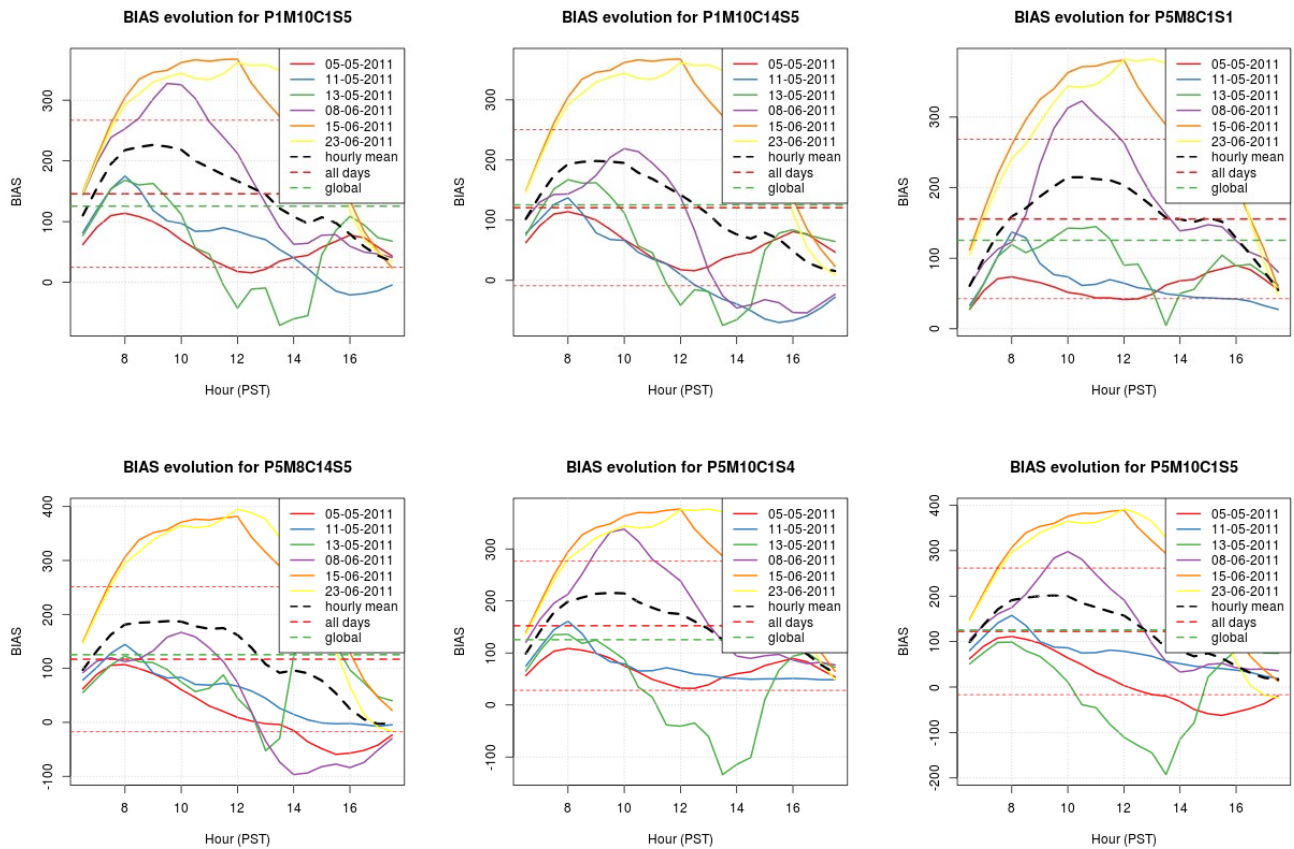 BIAS evolution for P1M10C1S5
BIAS
300
200
100
0
05-05-2011
11-05-2011
13-05-2011
08-06-2011
15-06-2011
23-06-2011
hourly mean
all days
global
8 10 12 14 16
Hour (PST)
BIAS evolution for P1M10C14S5
BIAS
300
200
100
0
05-05-2011
11-05-2011
13-05-2011
08-06-2011
15-06-2011
23-06-2011
hourly mean
all days
global
8 10 12 14 16
Hour (PST)
BIAS evolution for P5M8C1S1
BIAS
300
200
100
0
05-05-2011
11-05-2011
13-05-2011
08-06-2011
15-06-2011
23-06-2011
hourly mean
all days
global
8 10 12 14 16
Hour (PST)
BIAS evolution for P5M8C14S5
BIAS
400
300
200
100
0
-100
05-05-2011
11-05-2011
13-05-2011
08-06-2011
15-06-2011
23-06-2011
hourly mean
all days
global
8 10 12 14 16
Hour (PST)
BIAS evolution for P5M10C1S4
BIAS
300
200
100
0
-100
05-05-2011
11-05-2011
13-05-2011
08-06-2011
15-06-2011
23-06-2011
hourly mean
all days
global
8 10 12 14 16
Hour (PST)
BIAS evolution for P5M10C1S5
BIAS
400
300
200
100
0
-100
-200
05-05-2011
11-05-2011
13-05-2011
08-06-2011
15-06-2011
23-06-2011
hourly mean
all days
global
8 10 12 14 16
Hour (PST)